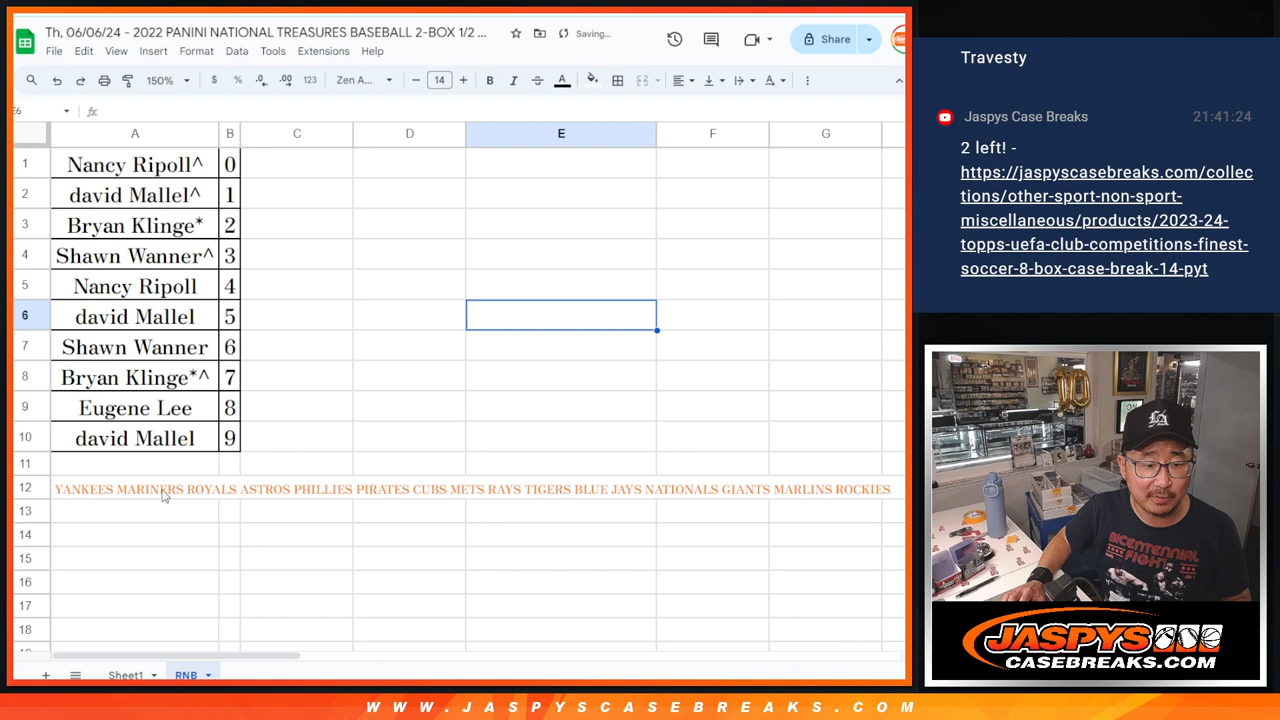 Th, 06/06/24 - 2022 PANINI NATIONAL TREASURES BASEBALL 2-BOX 1/2 ...
Saving...
Share
File Edit View Insert Format Data Tools Extensions Help
150% $ % .0 .00 123 Zen A... 14 B I A
E6 fx
A B C D E F G
1 Nancy Ripoll^ 0
2 david Mallel^ 1
3 Bryan Klinge* 2
4 Shawn Wanner^ 3
5 Nancy Ripoll 4
6 david Mallel 5
7 Shawn Wanner 6
8 Bryan Klinge*^ 7
9 Eugene Lee 8
10 david Mallel 9
11
12 YANKEES MARINERS ROYALS ASTROS PHILLIES PIRATES CUBS METS RAYS TIGERS BLUE JAYS NATIONALS GIANTS MARLINS ROCKIES
13
14
15
16
17
18
Sheet1 RNB
Travesty
Jaspys Case Breaks 21:41:24
2 left! -
https://jaspyscasebreaks.com/collec
tions/other-sport-non-sport-
miscellaneous/products/2023-24-
topps-uefa-club-competitions-finest-
soccer-8-box-case-break-14-pyt
10
LA
BICENTENNIAL
FIGHT
JASPYS
CASEBREAKS.COM
WWW.JASPYSCASEBREAKS.COM